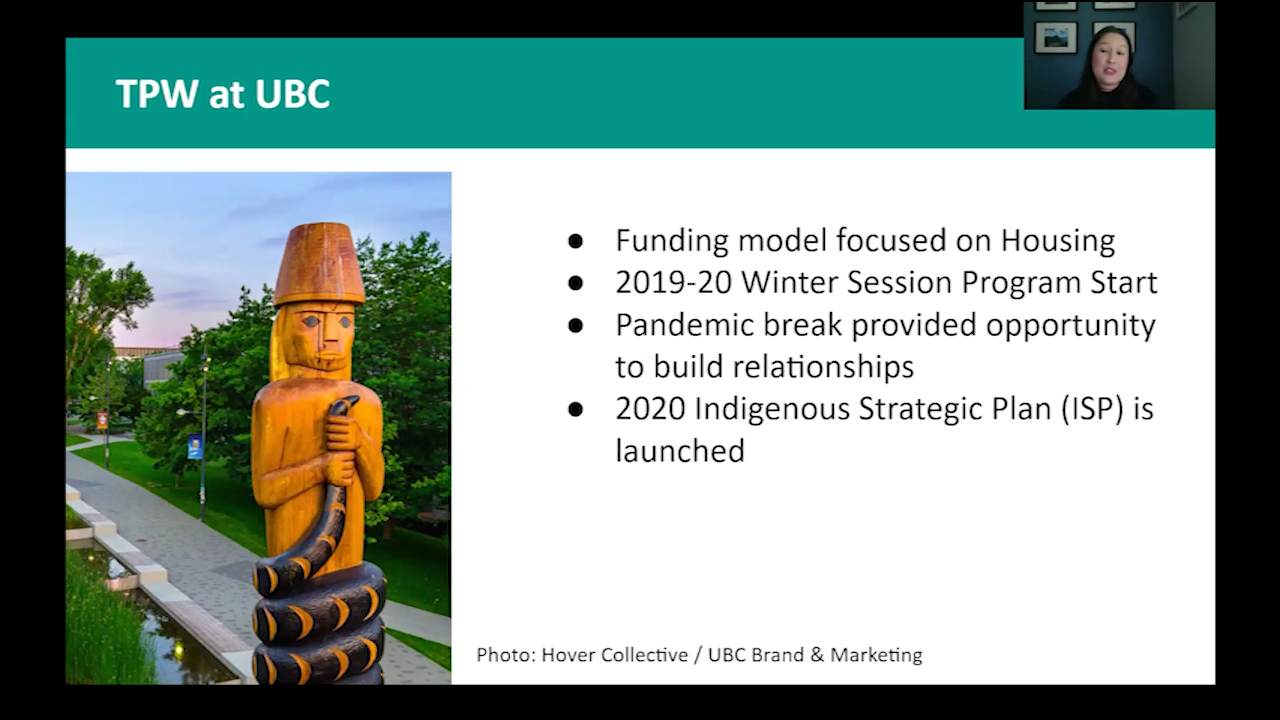 TPW at UBC
● Funding model focused on Housing
● 2019-20 Winter Session Program Start
● Pandemic break provided opportunity
to build relationships
● 2020 Indigenous Strategic Plan (ISP) is
launched
Photo: Hover Collective / UBC Brand & Marketing